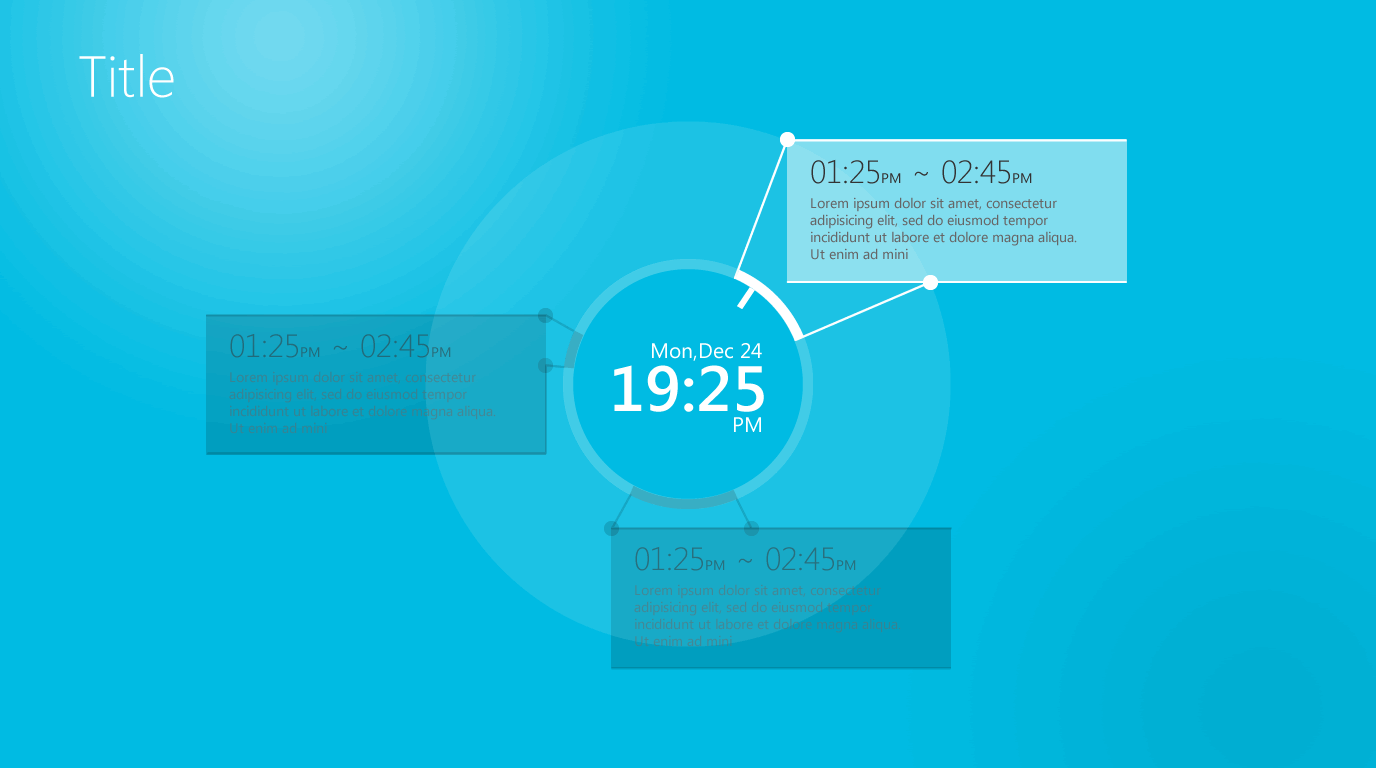 Title
01:25PM ~ 02:45PM
Lorem ipsum dolor sit amet, consectetur
adipisicing elit, sed do eiusmod tempor
incididunt ut labore et dolore magna aliqua.
Ut enim ad mini
01:25PM ~ 02:45PM
Lorem ipsum dolor sit amet, consectetur
adipisicing elit, sed do eiusmod tempor
incididunt ut labore et dolore magna aliqua.
Ut enim ad mini
Mon,Dec 24
19:25
PM
01:25PM ~ 02:45PM
Lorem ipsum dolor sit amet, consectetur
adipisicing elit, sed do eiusmod tempor
incididunt ut labore et dolore magna aliqua.
Ut enim ad mini